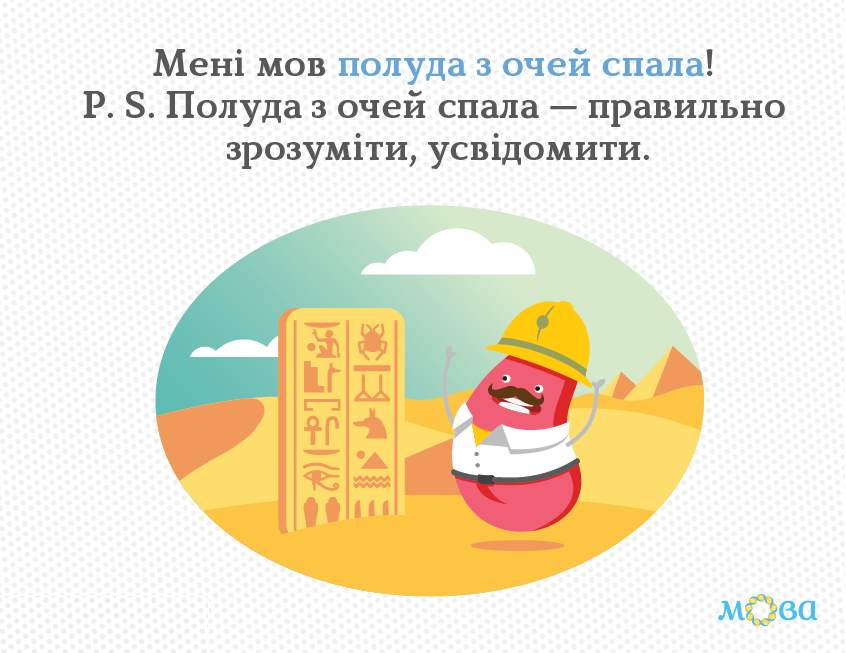 Мені мов полуда з очей спала!
P. S. Полуда з очей спала — правильно
зрозуміти, усвідомити.
мова